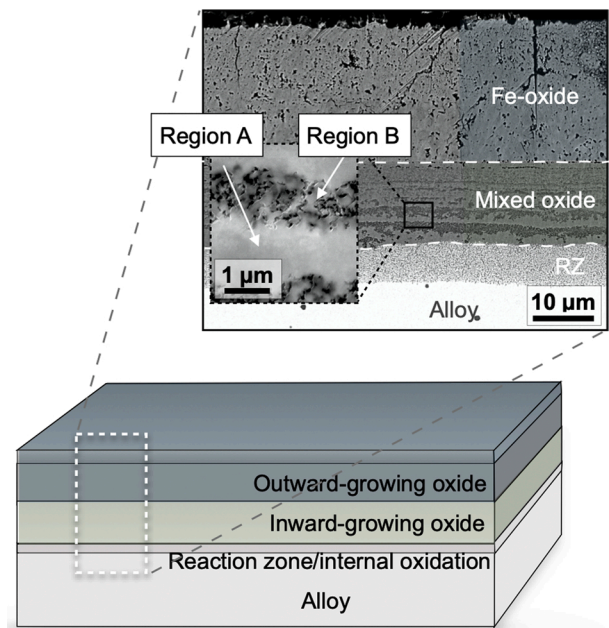 Fe-oxide
Region A
Region B
Mixed oxide
1 µm
RZ
Alloy
10 µm
Outward-growing oxide
Inward-growing oxide
Reaction zone/internal oxidation
Alloy